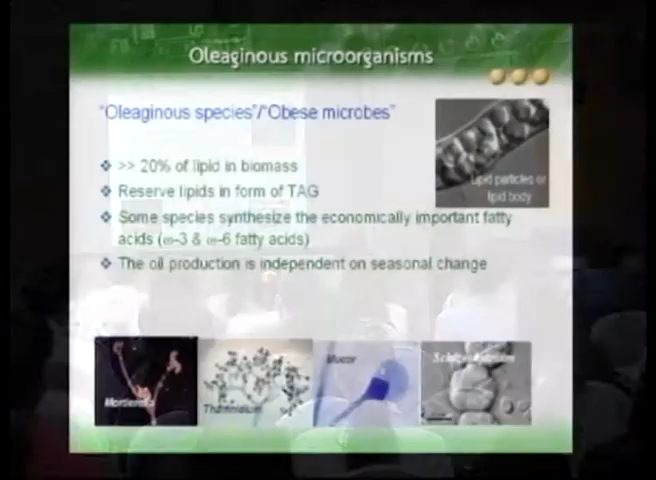 Oleaginous microorganisms
"Oleaginous species"/"Obese microbes"
>> 20% of lipid in biomass
Reserve lipids in form of TAG
Some species synthesize the economically important fatty
acids (ω-3 & ω-6 fatty acids)
The oil production is independent on seasonal change
Lipid particles or
lipid body
Mortierella
Thamnidium
Mucor